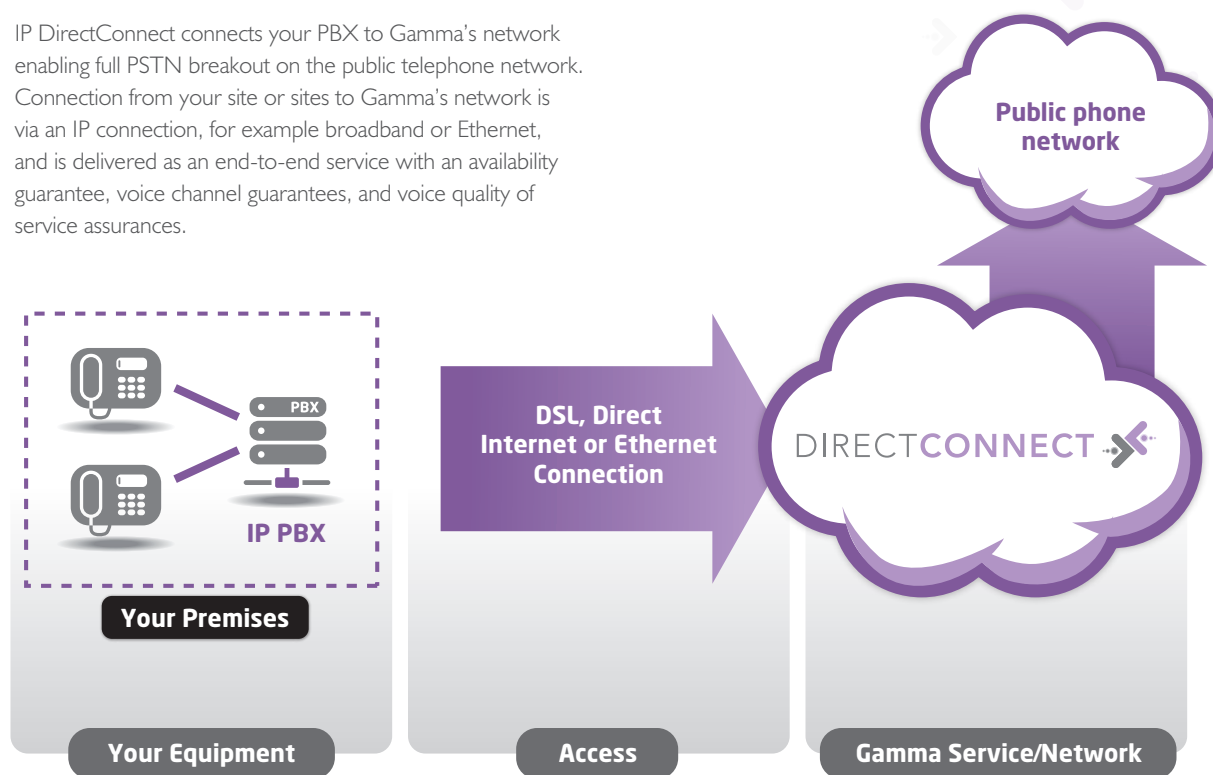 IP DirectConnect connects your PBX to Gamma’s network
enabling full PSTN breakout on the public telephone network.
Connection from your site or sites to Gamma’s network is
via an IP connection, for example broadband or Ethernet,
and is delivered as an end-to-end service with an availability
guarantee, voice channel guarantees, and voice quality of
service assurances.
Public phone
network
PBX
IP PBX
Your Premises
DSL, Direct
Internet or Ethernet
Connection
DIRECTCONNECT
Your Equipment
Access
Gamma Service/Network